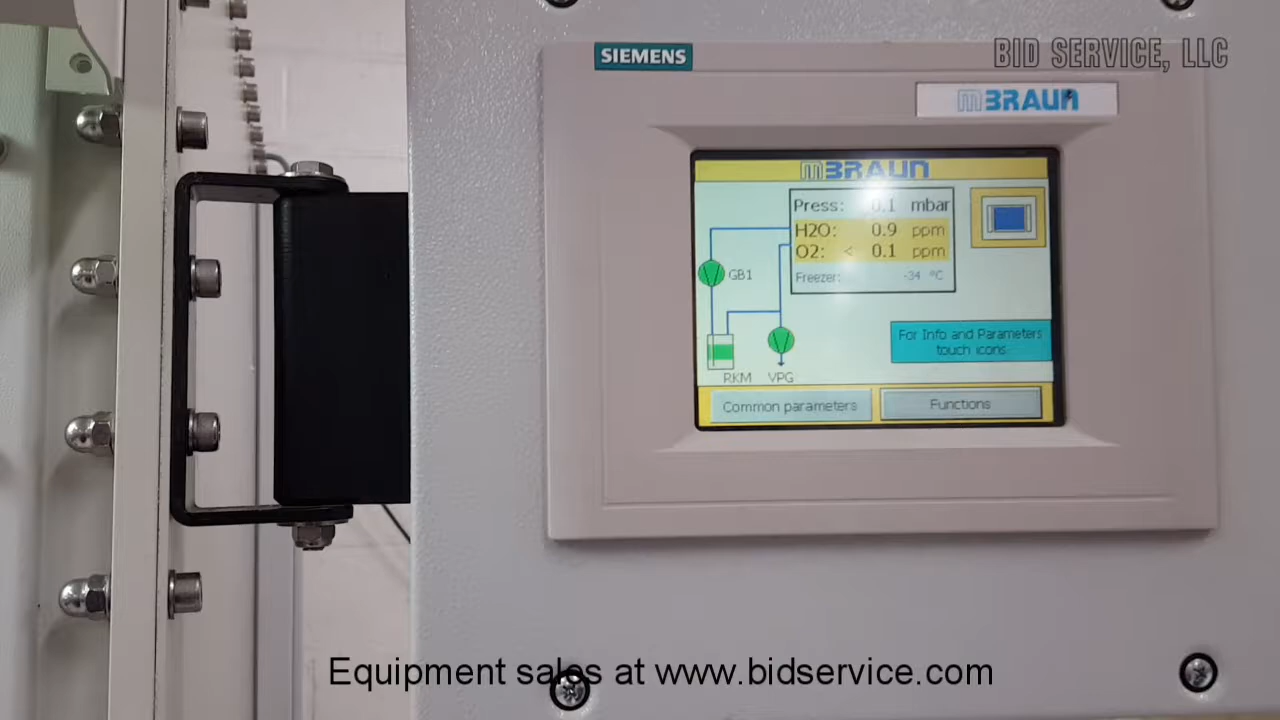 BID SERVICE, LLC
SIEMENS
mBRAUN
mBRAUN
Press: 0.1 mbar
H2O: 0.9 ppm
O2: < 0.1 ppm
Freezer: -34 °C
GB1
For Info and Parameters
touch icons
RKM VPG
Common parameters
Functions
Equipment sales at www.bidservice.com